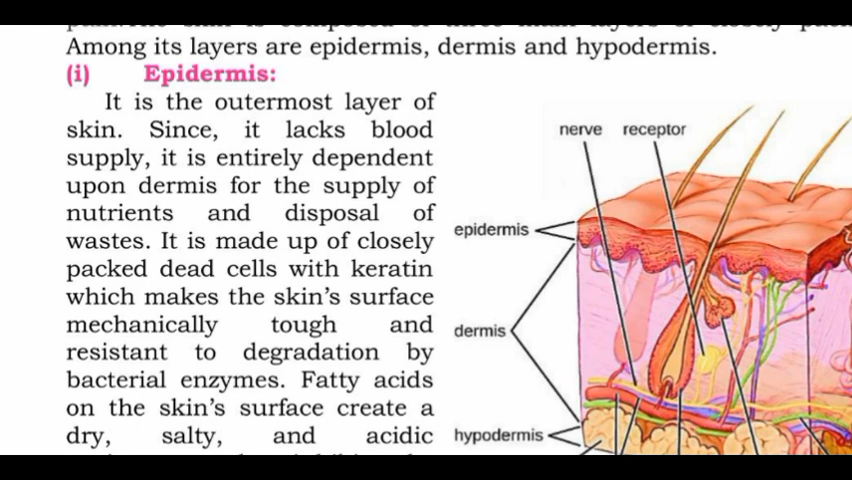 Among its layers are epidermis, dermis and hypodermis.
(i) Epidermis:
It is the outermost layer of
skin. Since, it lacks blood
supply, it is entirely dependent
upon dermis for the supply of
nutrients and disposal of
wastes. It is made up of closely
packed dead cells with keratin
which makes the skin's surface
mechanically tough and
resistant to degradation by
bacterial enzymes. Fatty acids
on the skin's surface create a
dry, salty, and acidic
nerve receptor
epidermis
dermis
hypodermis